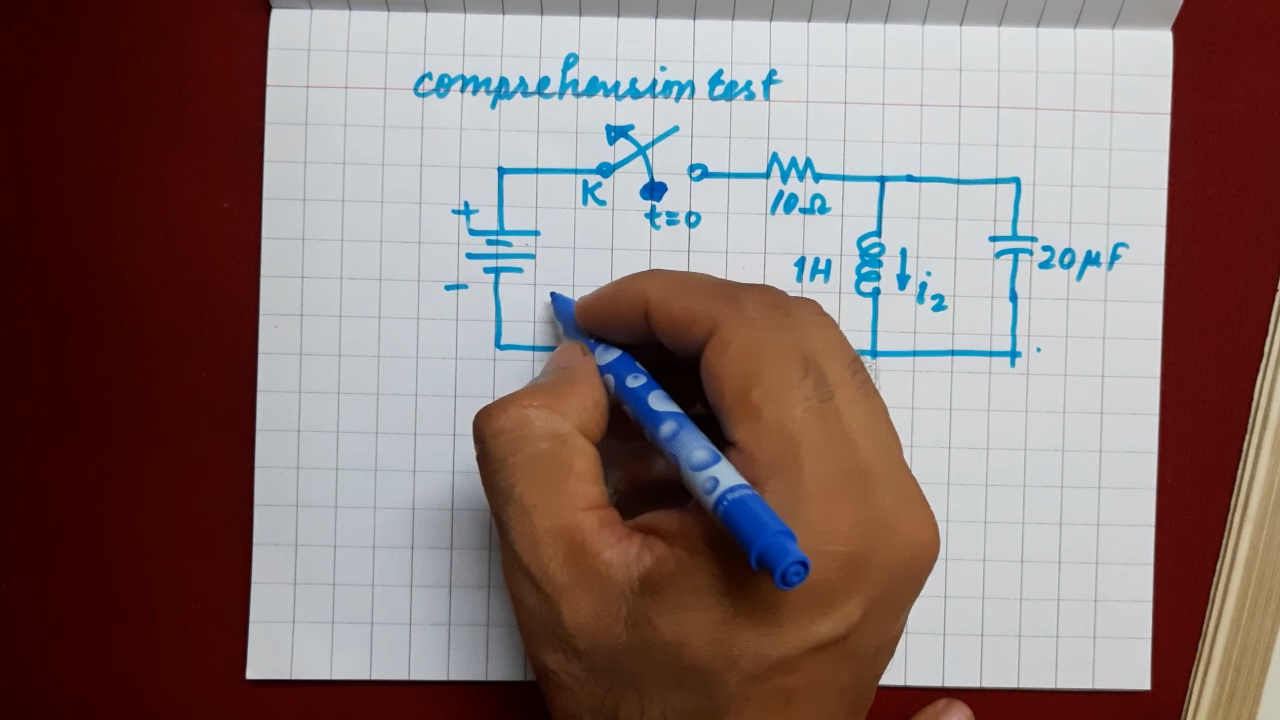 comprehension test
K
t=0
10Ω
+
-
1H
i2
20μF